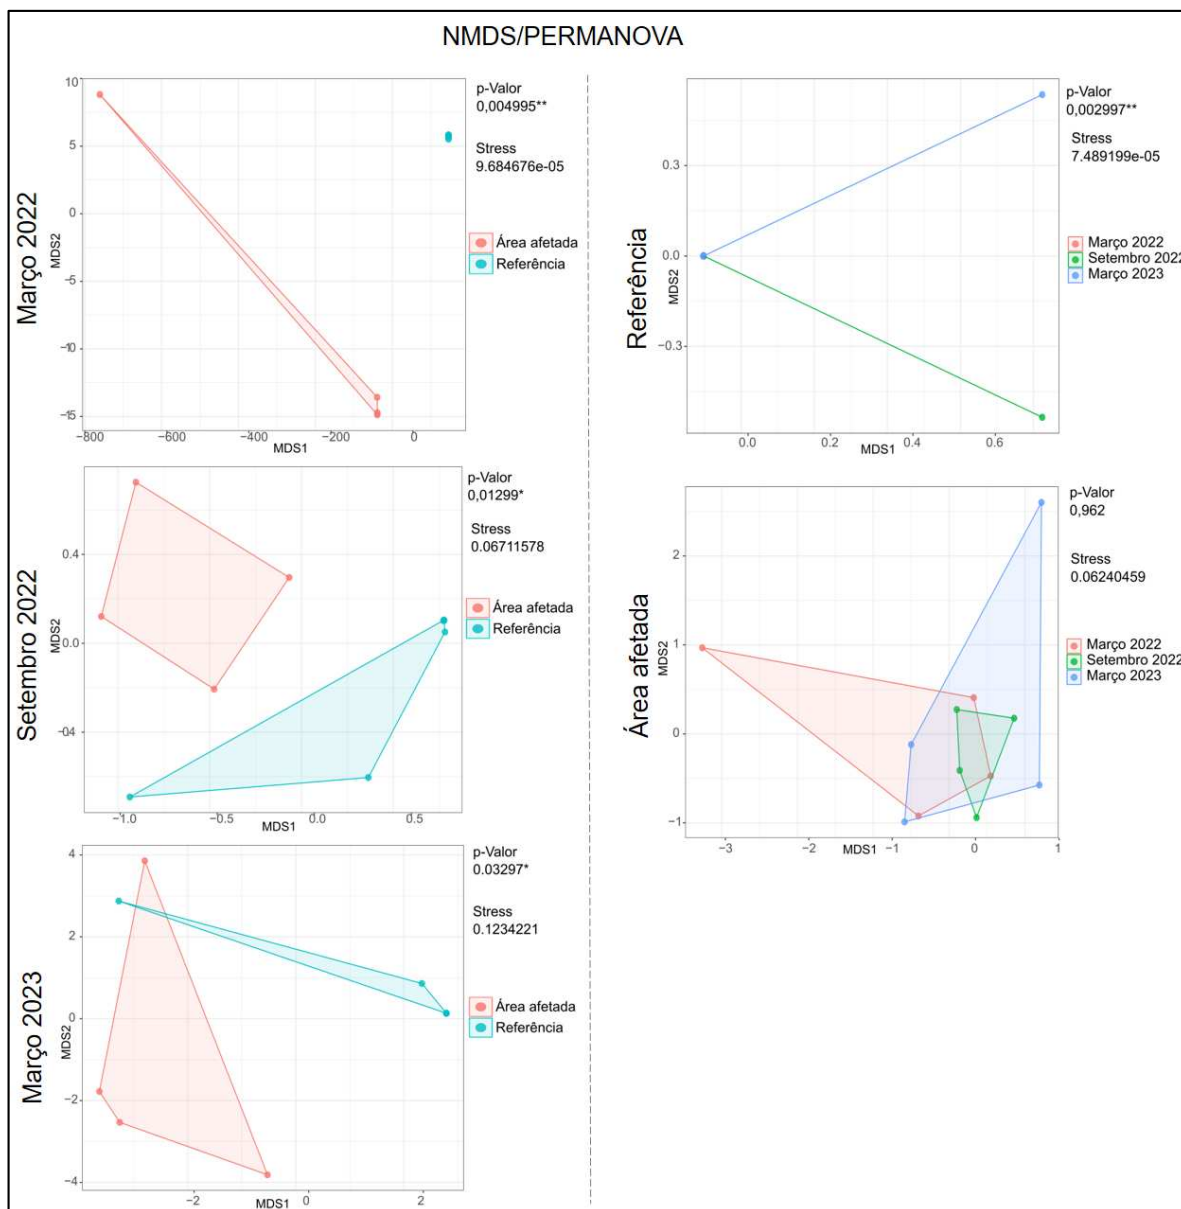 NMDS/PERMANOVA
Março 2022
10
5
0
−5
−10
−15
MDS2
−800
−600
−400
−200
0
MDS1
p-Valor
0,004995**
Stress
9.684676e-05
Área afetada
Referência
Setembro 2022
0.4
0.0
−0.4
MDS2
−1.0
−0.5
0.0
0.5
MDS1
p-Valor
0,01299*
Stress
0.06711578
Área afetada
Referência
Março 2023
4
2
0
−2
−4
MDS2
−2
0
2
MDS1
p-Valor
0.03297*
Stress
0.1234221
Área afetada
Referência
Referência
0.3
0.0
−0.3
MDS2
0.0
0.2
0.4
0.6
MDS1
p-Valor
0,002997**
Stress
7.489199e-05
Março 2022
Setembro 2022
Março 2023
Área afetada
2
1
0
−1
MDS2
−3
−2
−1
0
1
MDS1
p-Valor
0,962
Stress
0.06240459
Março 2022
Setembro 2022
Março 2023